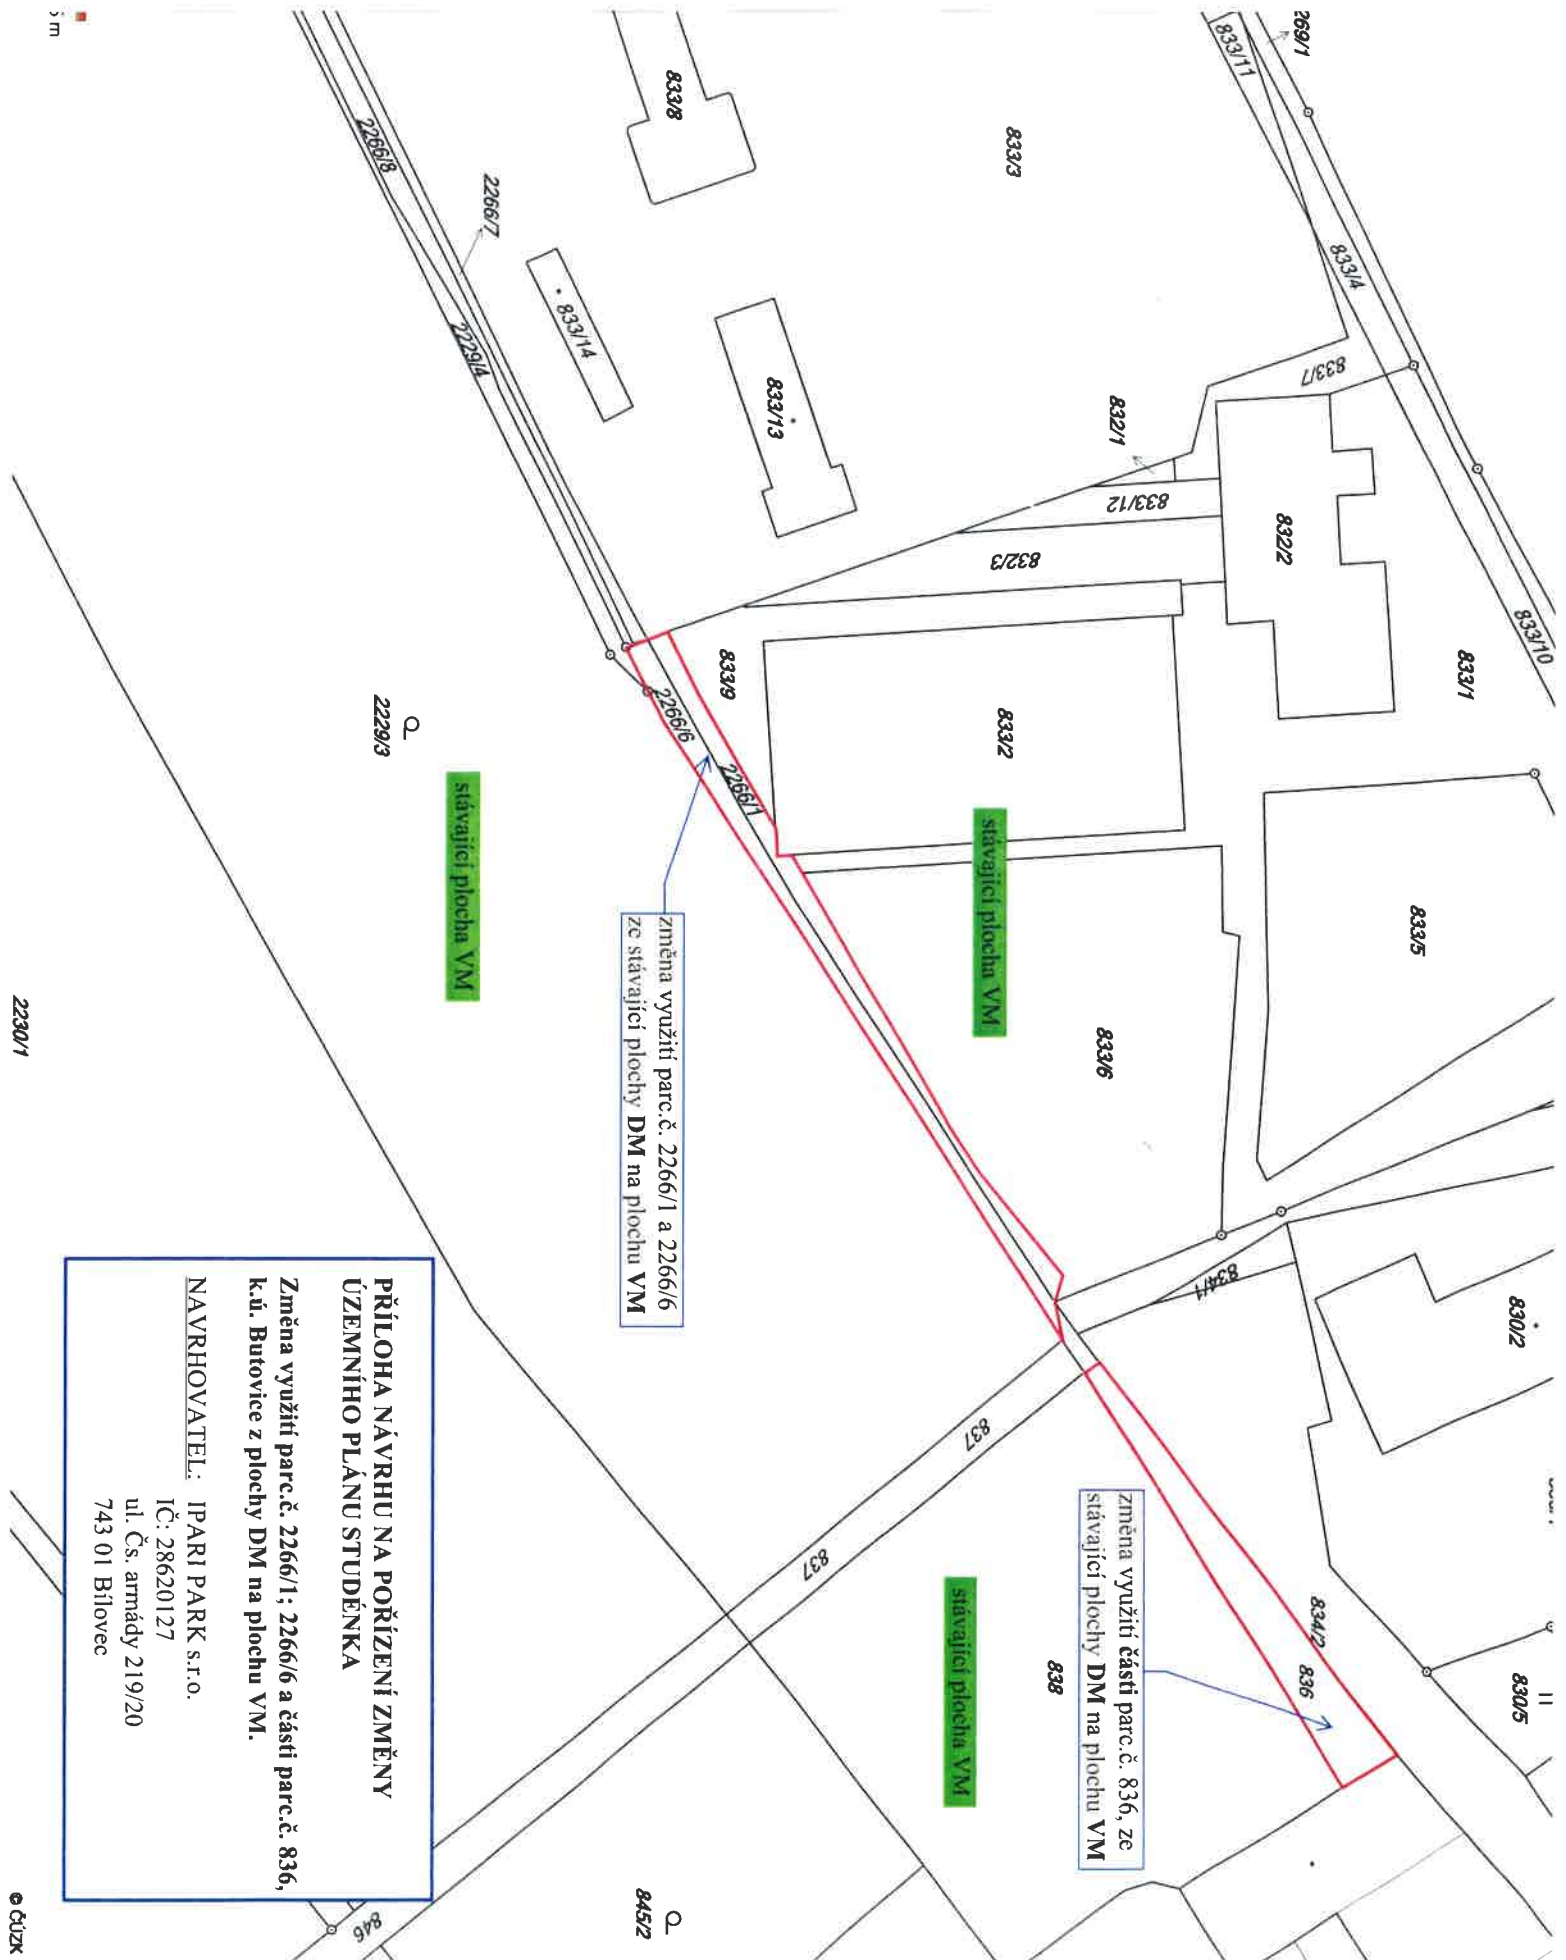 269/1
833/11
833/4
833/7
833/3
833/8
832/1
833/12
832/2
832/3
833/10
833/1
833/13
833/14
2266/7
2266/8
2229/4
833/9
833/2
2266/6
2266/1
2229/3
833/5
833/6
834/1
830/2
830/5
834/2
836
837
837
838
845/2
846
2230/1
stávající plocha VM
stávající plocha VM
stávající plocha VM
změna využití parc.č. 2266/1 a 2266/6
ze stávající plochy DM na plochu VM
změna využití části parc.č. 836, ze
stávající plochy DM na plochu VM
PŘÍLOHA NÁVRHU NA POŘÍZENÍ ZMĚNY
ÚZEMNÍHO PLÁNU STUDÉNKA
Změna využití parc.č. 2266/1; 2266/6 a části parc.č. 836,
k.ú. Butovice z plochy DM na plochu VM.
NAVRHOVATEL: IPARI PARK s.r.o.
IČ: 28620127
ul. Čs. armády 219/20
743 01 Bílovec
© ČÚZK